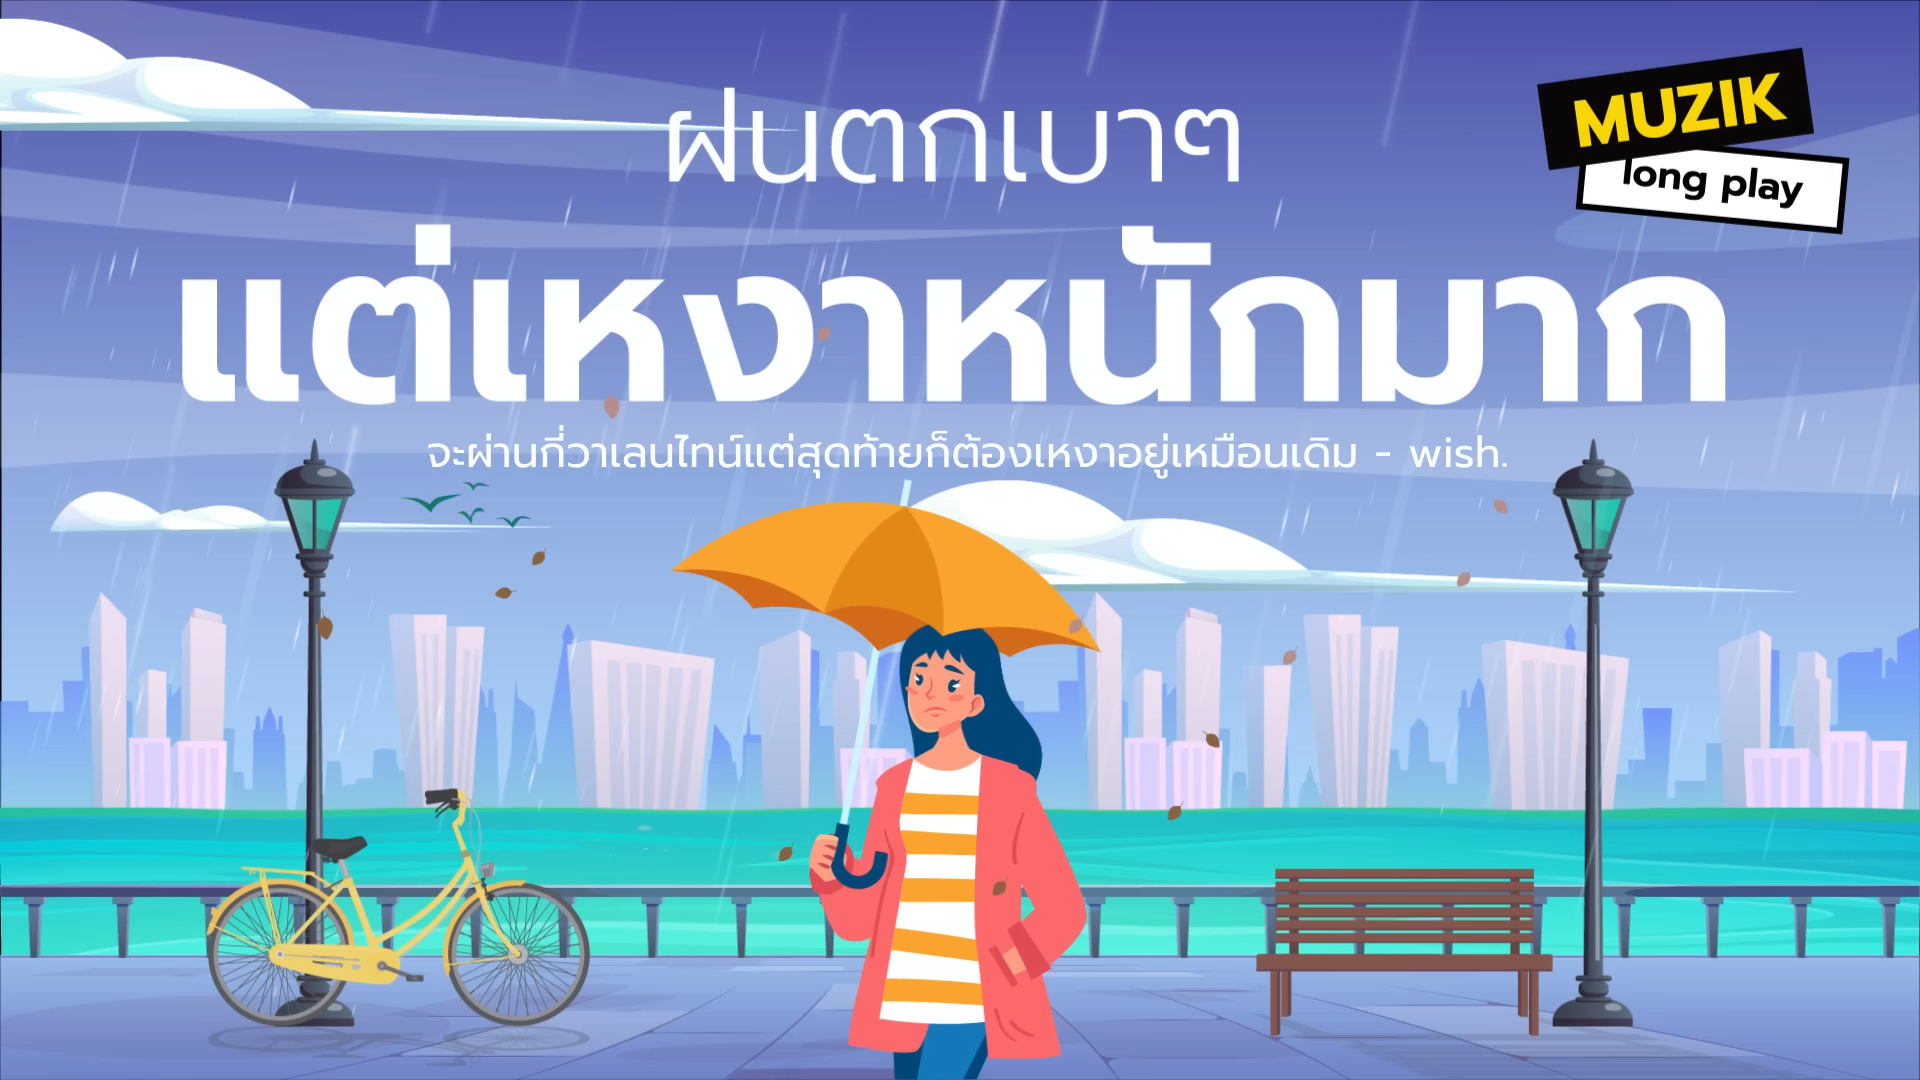 ฝนตกเบาๆ
แต่เหงาหนักมาก
จะผ่านกี่วาเลนไทน์แต่สุดท้ายก็ต้องเหงาอยู่เหมือนเดิม - wish.
MUZIK
long play